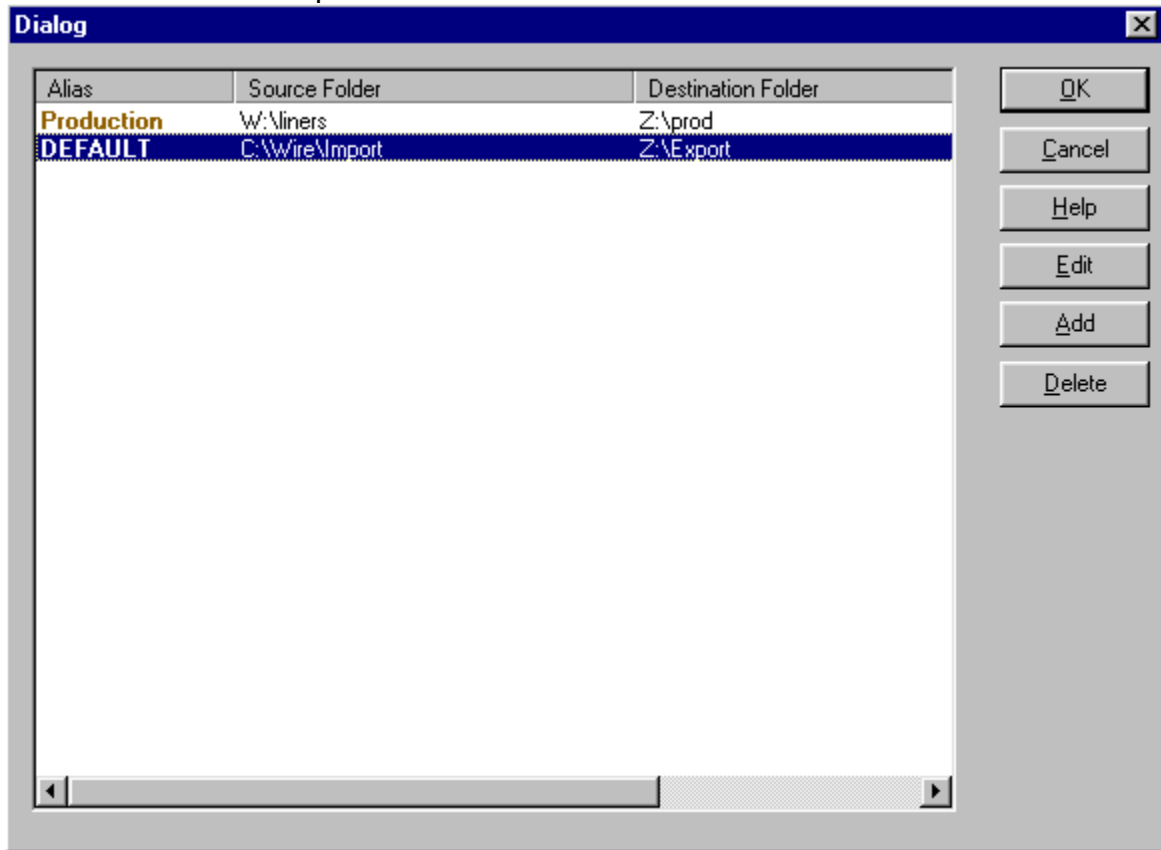 Dialog
Alias Source Folder Destination Folder
Production W:\liners Z:\prod
DEFAULT C:\Wire\Import Z:\Export
OK
Cancel
Help
Edit
Add
Delete